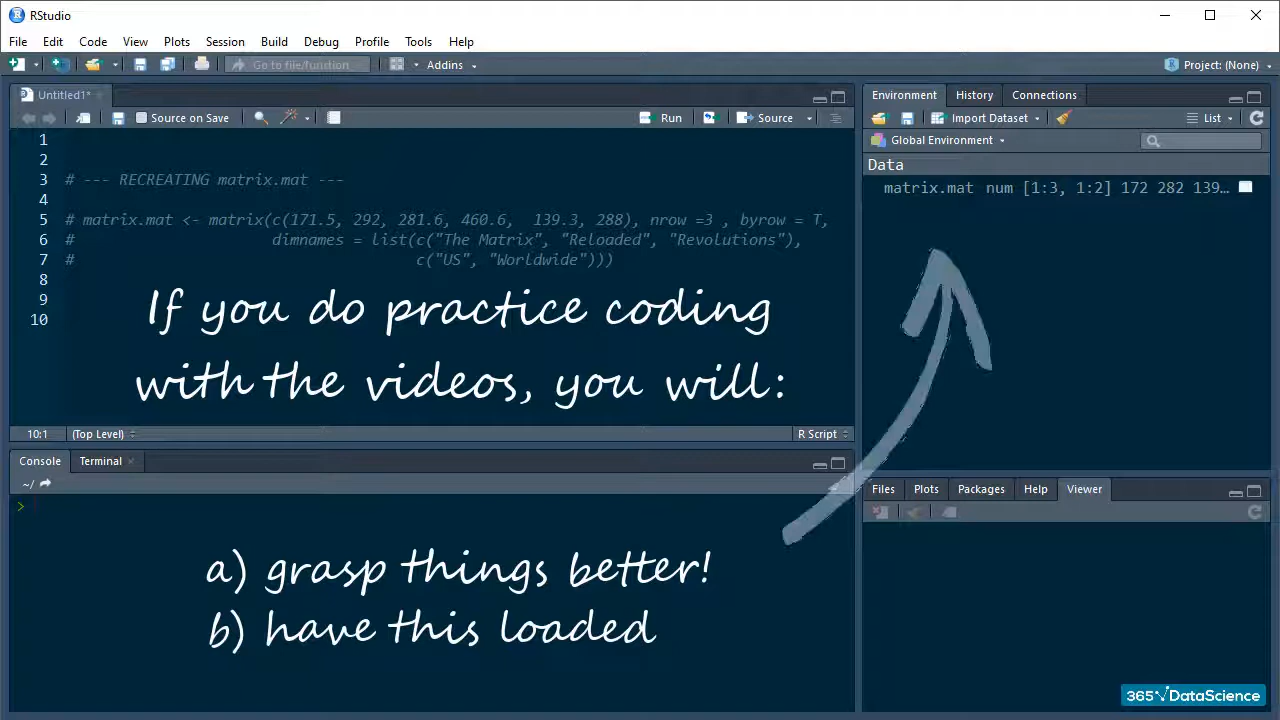 RStudio
File Edit Code View Plots Session Build Debug Profile Tools Help
Go to file/function Addins Project: (None)
Untitled1*
Source on Save Run Source
1
2
3 # --- RECREATING matrix.mat ---
4
5 # matrix.mat <- matrix(c(171.5, 292, 281.6, 460.6,  139.3, 288), nrow =3 , byrow = T,
6 #                      dimnames = list(c("The Matrix", "Reloaded", "Revolutions"),
7 #                                      c("US", "Worldwide")))
8
9
10
If you do practice coding
with the videos, you will:
10:1 (Top Level) R Script
Console Terminal
~/
>
a) grasp things better!
b) have this loaded
Environment History Connections
Import Dataset List
Global Environment
Data
matrix.mat num [1:3, 1:2] 172 282 139…
Files Plots Packages Help Viewer
365 DataScience